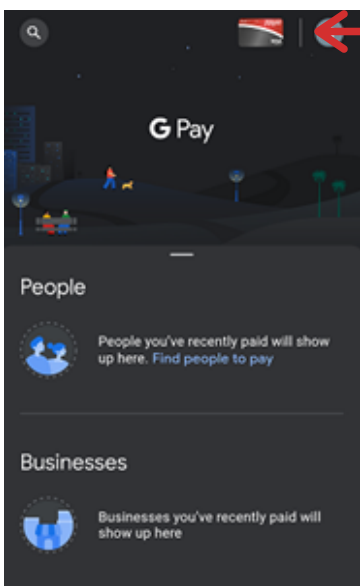 G Pay
People
People you've recently paid will show
up here. Find people to pay
Businesses
Businesses you've recently paid will
show up here